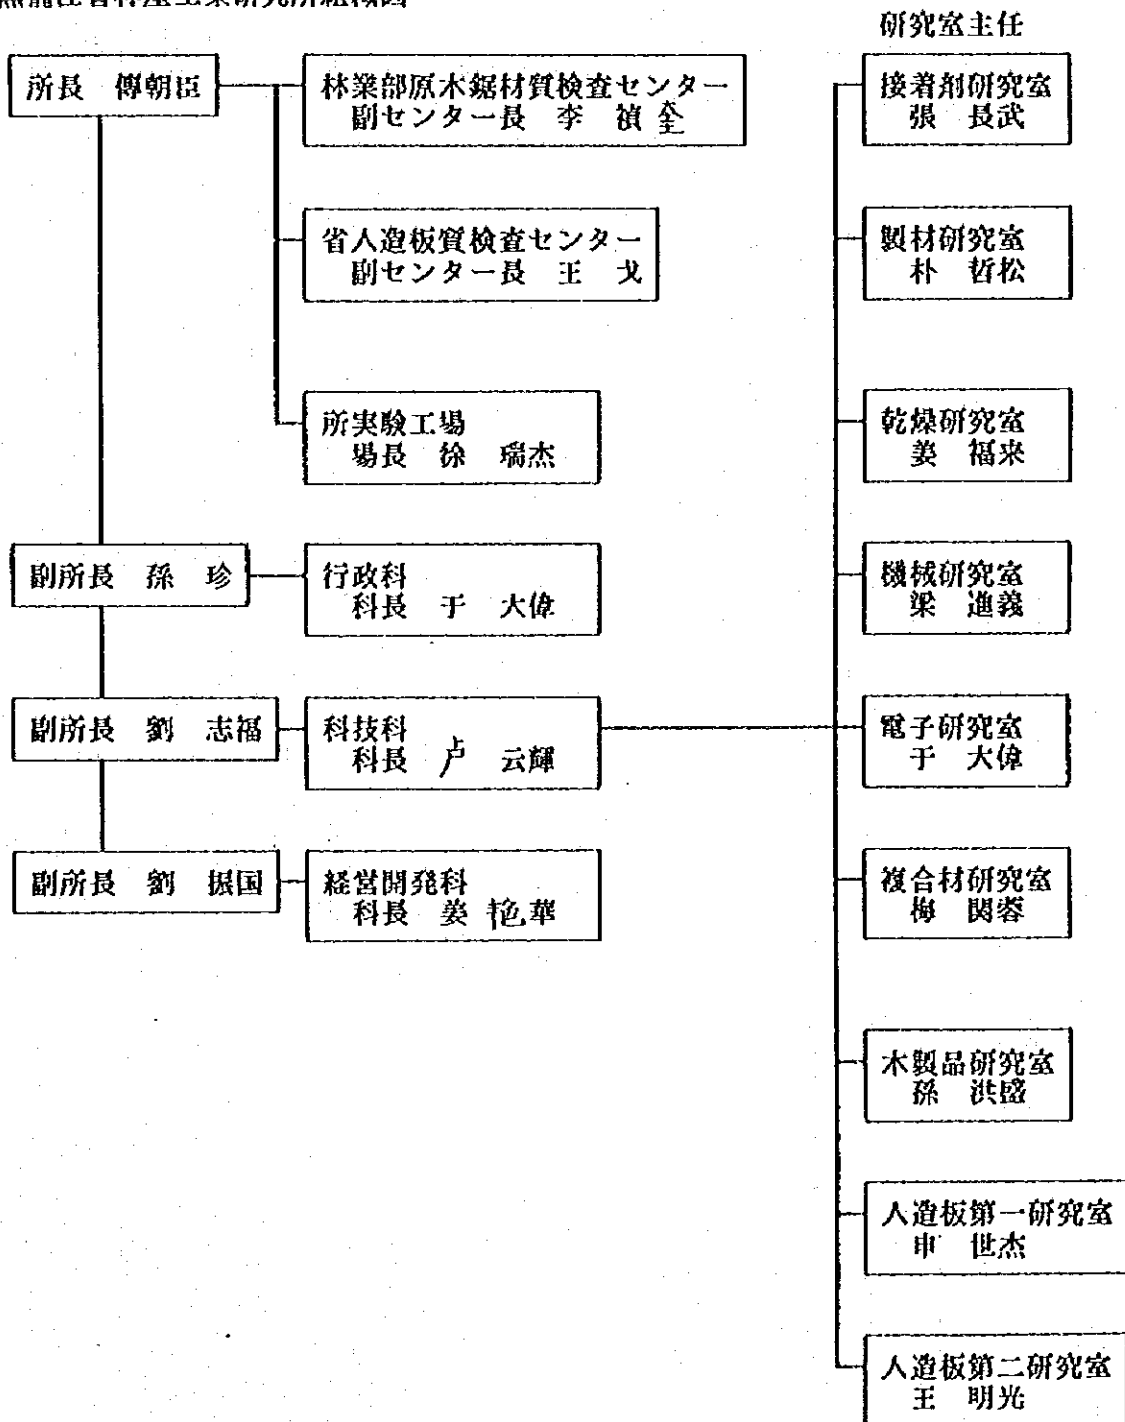 研究室主任
所長 傅朝臣
林業部原木鋸材質検査センター
副センター長 李 禎奎
省人造板質検査センター
副センター長 王 戈
所実験工場
場長 徐 瑞杰
副所長 孫 珍
行政科
科長 于 大偉
副所長 劉 志福
科技科
科長 卢 云輝
副所長 劉 振国
経営開発科
科長 姜 艳華
接着剤研究室
張 長武
製材研究室
朴 哲松
乾燥研究室
姜 福来
機械研究室
梁 進義
電子研究室
于 大偉
複合材研究室
梅 関蓉
木製品研究室
孫 洪盛
人造板第一研究室
申 世杰
人造板第二研究室
王 明光